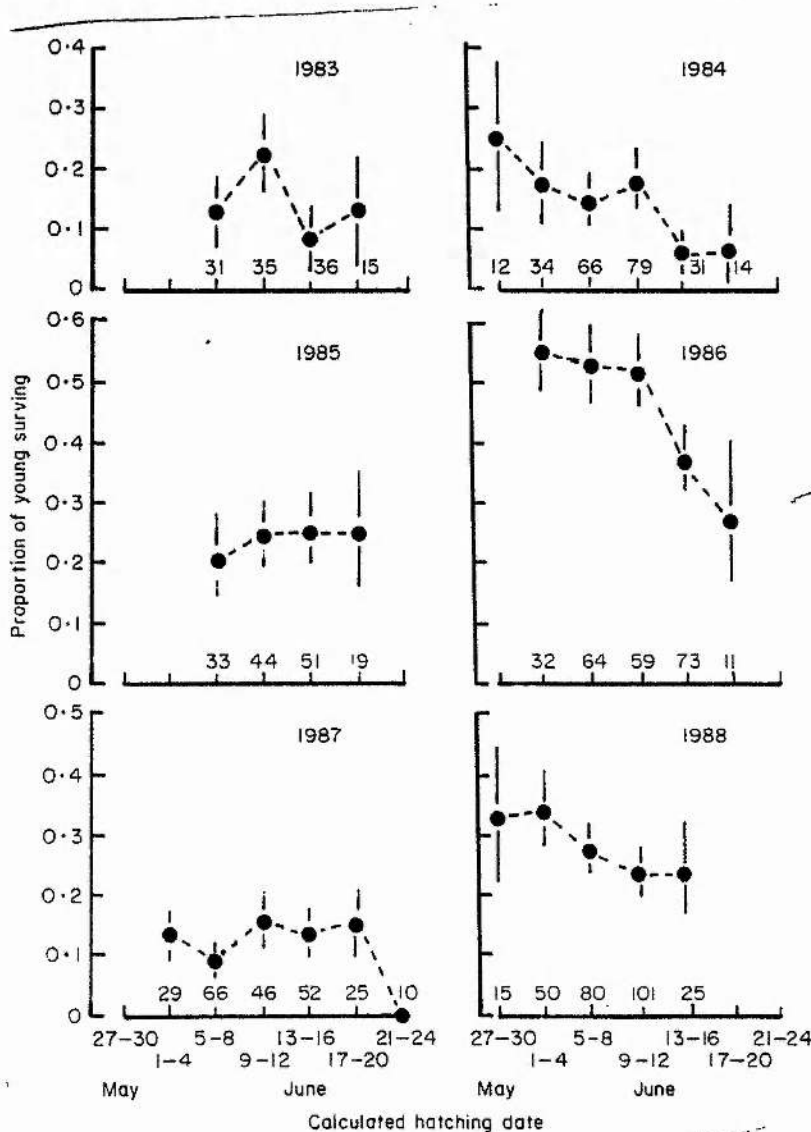 1983
0·4
0·3
0·2
0·1
0
31 35 36 15
1984
12 34 66 79 31 14
Proportion of young surviving
1985
0·6
0·5
0·4
0·3
0·2
0·1
0
33 44 51 19
1986
32 64 59 73 11
1987
0·5
0·4
0·3
0·2
0·1
0
29 66 46 52 25 10
1988
15 50 80 101 25
27-30 5-8 13-16 21-24
1-4 9-12 17-20
May June
27-30 5-8 13-16 21-24
1-4 9-12 17-20
May June
Calculated hatching date